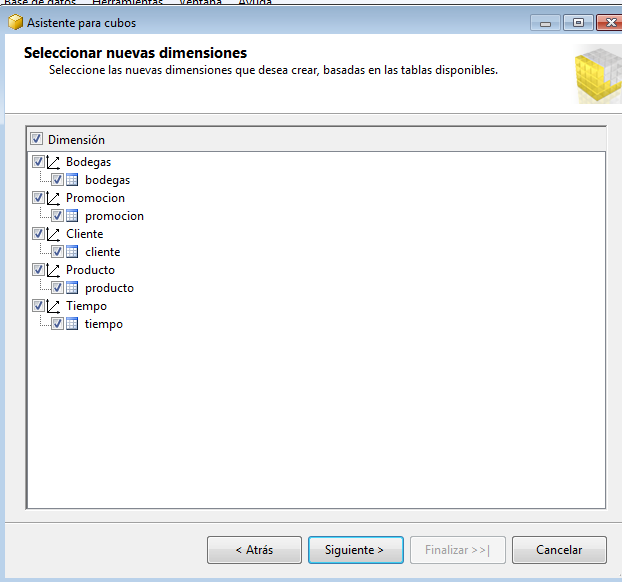 Base de datos Herramientas Ventana Ayuda
Asistente para cubos
Seleccionar nuevas dimensiones
Seleccione las nuevas dimensiones que desea crear, basadas en las tablas disponibles.
Dimensión
Bodegas
bodegas
Promocion
promocion
Cliente
cliente
Producto
producto
Tiempo
tiempo
< Atrás Siguiente > Finalizar >>| Cancelar